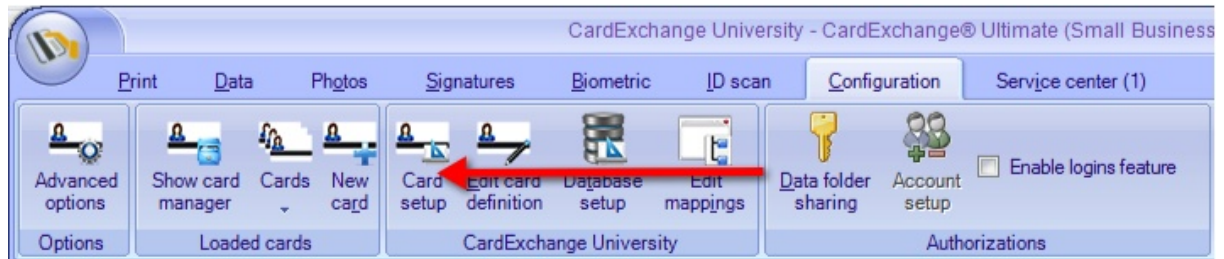 CardExchange University - CardExchange® Ultimate (Small Business
Print Data Photos Signatures Biometric ID scan Configuration Service center (1)
Advanced options
Show card manager
Cards
New card
Card setup
Edit card definition
Database setup
Edit mappings
Data folder sharing
Account setup
Enable logins feature
Options Loaded cards CardExchange University Authorizations